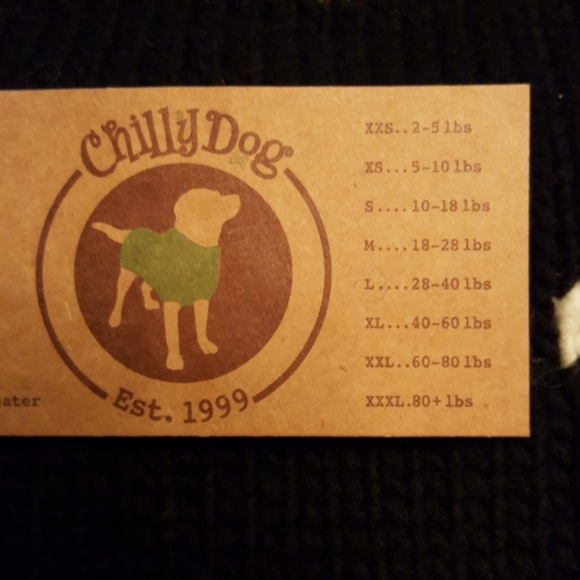 Chilly Dog
Est. 1999
XXS..2-5 lbs
XS...5-10 lbs
S....10-18 lbs
M....18-28 lbs
L....28-40 lbs
XL...40-60 lbs
XXL..60-80 lbs
XXXL.80+ lbs